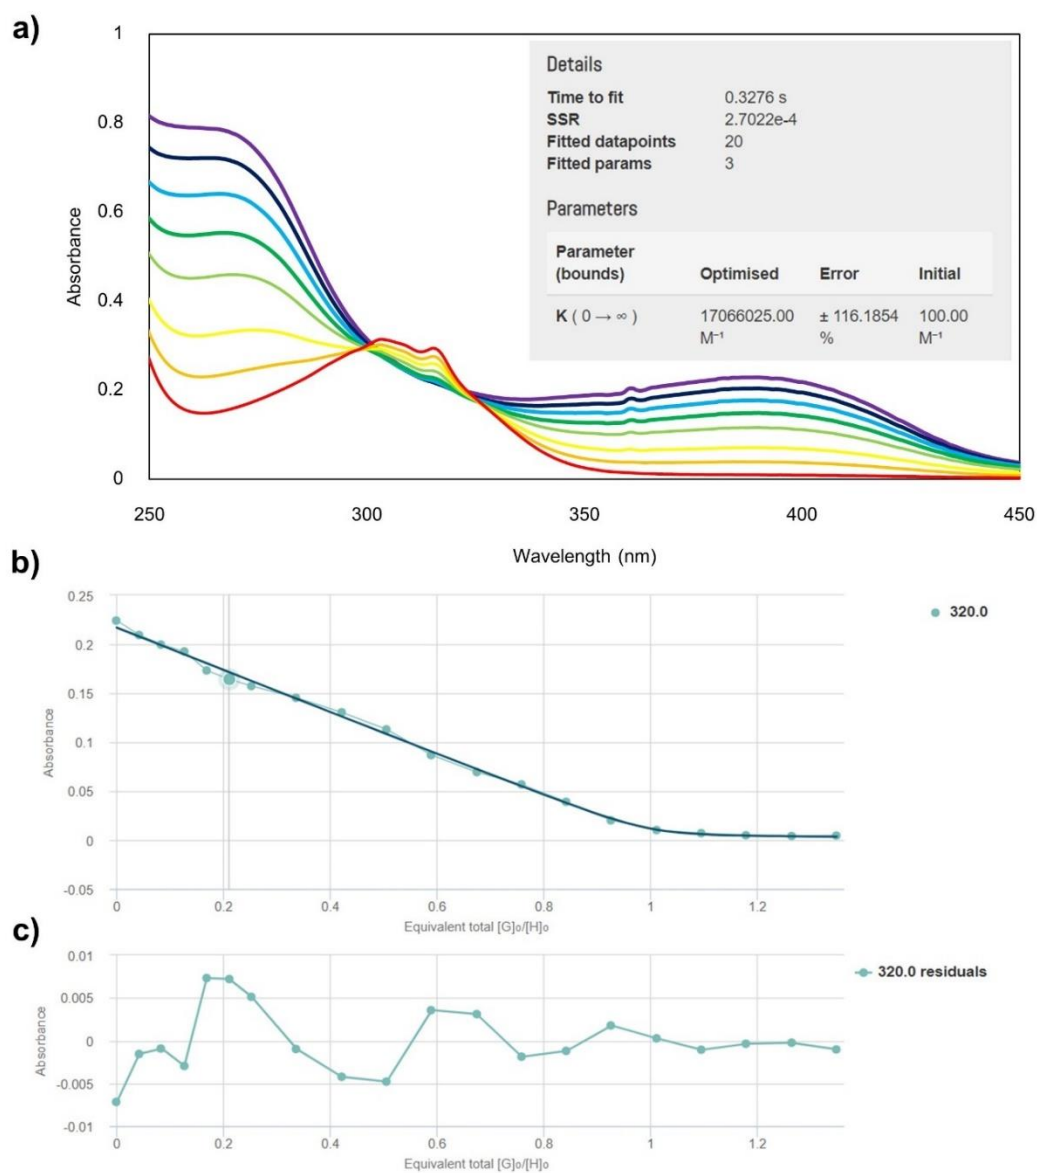 a)
1
0.8
0.6
0.4
0.2
0
Absorbance
250 300 350 400 450
Wavelength (nm)
Details
Time to fit 0.3276 s
SSR 2.7022e-4
Fitted datapoints 20
Fitted params 3
Parameters
Parameter
(bounds) Optimised Error Initial
K ( 0 → ∞ ) 17066025.00 ± 116.1854 100.00
M⁻¹ % M⁻¹
b)
0.25
0.2
0.15
0.1
0.05
0
-0.05
Absorbance
320.0
0 0.2 0.4 0.6 0.8 1 1.2
Equivalent total [G]₀/[H]₀
c)
0.01
0.005
0
-0.005
-0.01
Absorbance
320.0 residuals
0 0.2 0.4 0.6 0.8 1 1.2
Equivalent total [G]₀/[H]₀